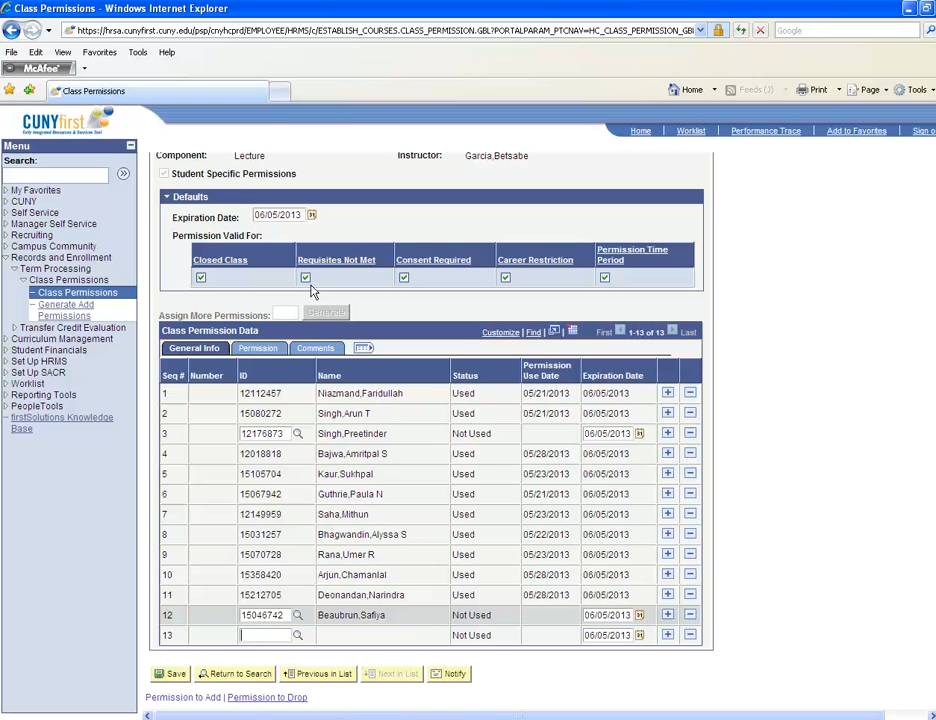 Class Permissions - Windows Internet Explorer
https://hrsa.cunyfirst.cuny.edu/psp/cnyhcprd/EMPLOYEE/HRMS/c/ESTABLISH_COURSES.CLASS_PERMISSION.GBL?PORTALPARAM_PTCNAV=HC_CLASS_PERMISSION_GBL
Google
File Edit View Favorites Tools Help
McAfee
Class Permissions
Home Feeds (J) Print Page Tools
CUNYfirst
Fully Integrated Resources & Services Tool
Home Worklist Performance Trace Add to Favorites Sign o
Menu
Search:
My Favorites
CUNY
Self Service
Manager Self Service
Recruiting
Campus Community
Records and Enrollment
Term Processing
Class Permissions
Class Permissions
Generate Add
Permissions
Transfer Credit Evaluation
Curriculum Management
Student Financials
Set Up HRMS
Set Up SACR
Worklist
Reporting Tools
PeopleTools
firstSolutions Knowledge
Base
Component: Lecture Instructor: Garcia,Betsabe
Student Specific Permissions
Defaults
Expiration Date: 06/05/2013
Permission Valid For:
Closed Class Requisites Not Met Consent Required Career Restriction Permission Time Period
Assign More Permissions: Generate
Class Permission Data Customize | Find | First 1-13 of 13 Last
General Info Permission Comments
Seq # Number ID Name Status Permission Use Date Expiration Date
1 12112457 Niazmand,Faridullah Used 05/21/2013 06/05/2013
2 15080272 Singh,Arun T Used 05/21/2013 06/05/2013
3 12176873 Singh,Preetinder Not Used 06/05/2013
4 12018818 Bajwa,Amritpal S Used 05/28/2013 06/05/2013
5 15105704 Kaur,Sukhpal Used 05/23/2013 06/05/2013
6 15067942 Guthrie,Paula N Used 05/21/2013 06/05/2013
7 12149959 Saha,Mithun Used 05/23/2013 06/05/2013
8 15031257 Bhagwandin,Alyssa S Used 05/23/2013 06/05/2013
9 15070728 Rana,Umer R Used 05/23/2013 06/05/2013
10 15358420 Arjun,Chamanlal Used 05/28/2013 06/05/2013
11 15212705 Deonandan,Narindra Used 05/28/2013 06/05/2013
12 15046742 Beaubrun,Safiya Not Used 06/05/2013
13 Not Used 06/05/2013
Save Return to Search Previous in List Next in List Notify
Permission to Add | Permission to Drop